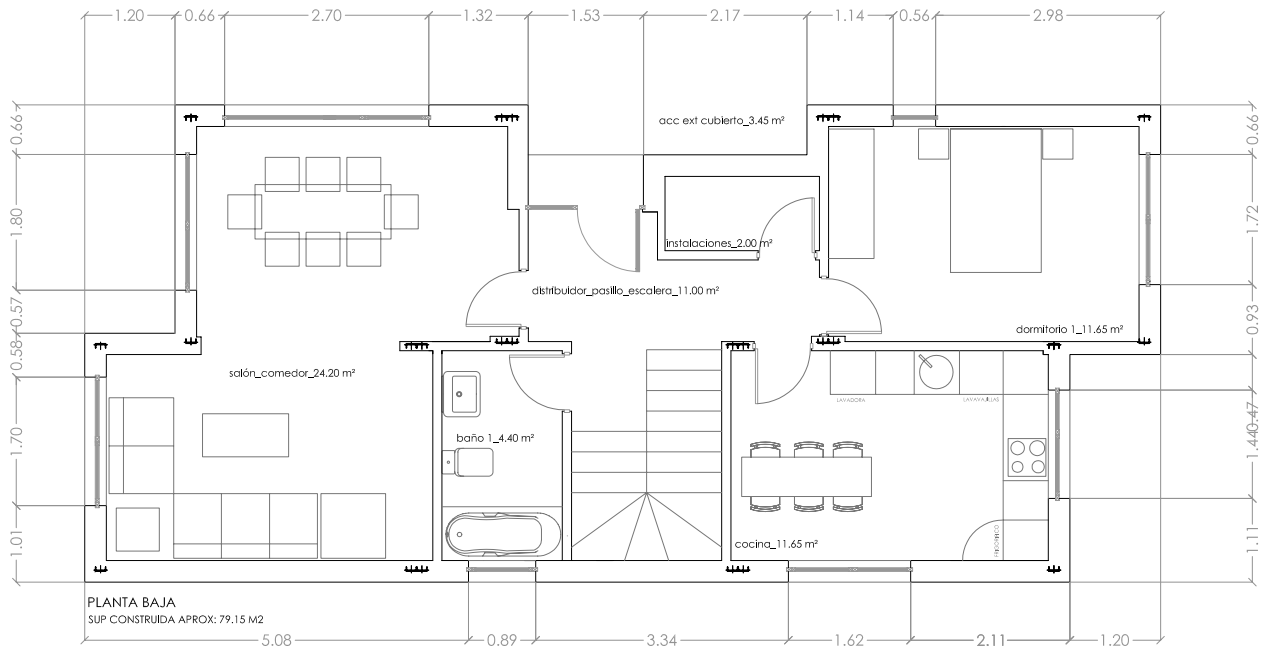 1.20 0.66 2.70 1.32 1.53 2.17 1.14 0.56 2.98
acc ext cubierto_3.45 m²
0.66 0.66
1.80 1.72
instalaciones_2.00 m²
distribuidor_pasillo_escalera_11.00 m²
dormitorio 1_11.65 m²
0.57 0.93
0.58
salón_comedor_24.20 m²
LAVADORA LAVAVAJILLAS
0.47
baño 1_4.40 m²
1.70 1.44
cocina_11.65 m²
FRIGORIFICO
1.01 1.11
PLANTA BAJA
SUP CONSTRUIDA APROX: 79.15 M2
5.08 0.89 3.34 1.62 2.11 1.20